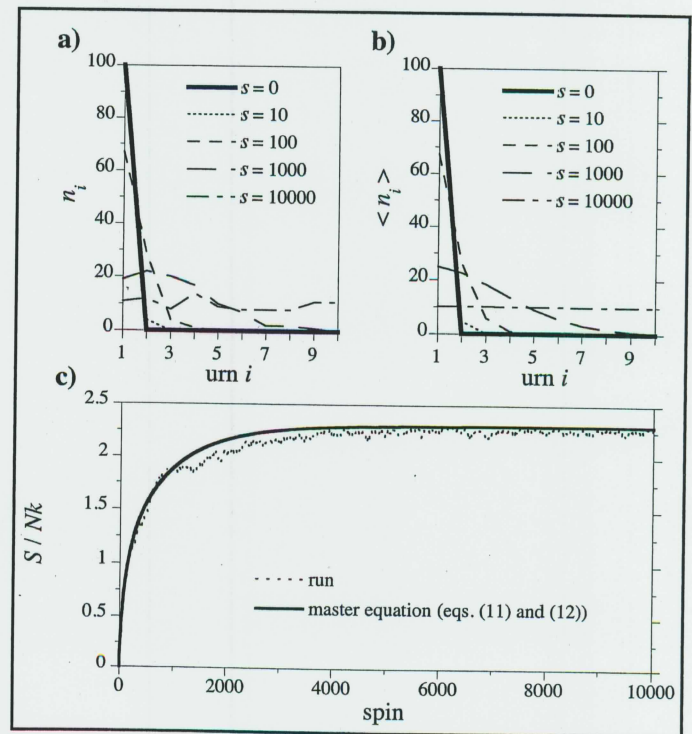 a)
100
80
60
40
20
0
n_i
s = 0
s = 10
s = 100
s = 1000
s = 10000
1 3 5 7 9
urn i
b)
100
80
60
40
20
0
< n_i >
s = 0
s = 10
s = 100
s = 1000
s = 10000
1 3 5 7 9
urn i
c)
2.5
2
1.5
1
0.5
0
S / Nk
run
master equation (eqs. (11) and (12))
0 2000 4000 6000 8000 10000
spin